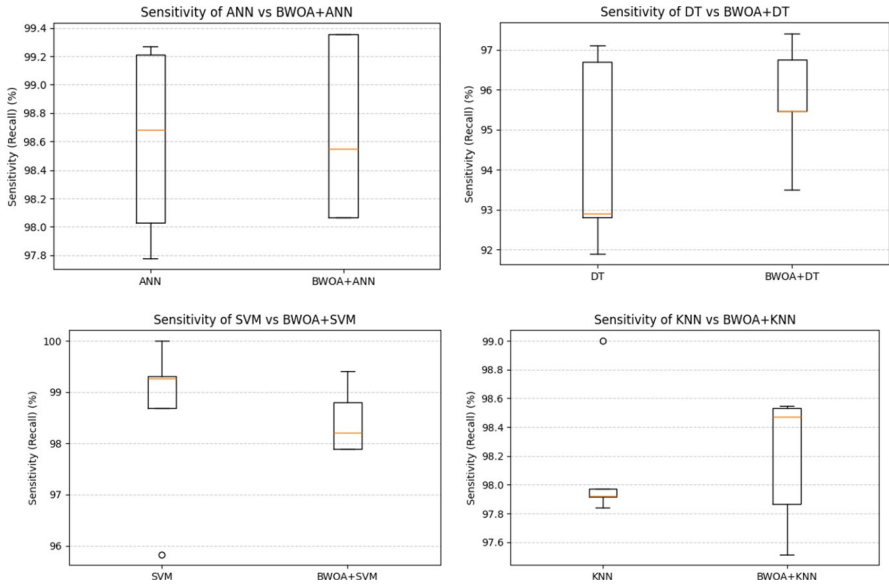 Sensitivity of ANN vs BWOA+ANN
Sensitivity (Recall) (%)
99.4
99.2
99.0
98.8
98.6
98.4
98.2
98.0
97.8
ANN
BWOA+ANN
Sensitivity of DT vs BWOA+DT
Sensitivity (Recall) (%)
97
96
95
94
93
92
DT
BWOA+DT
Sensitivity of SVM vs BWOA+SVM
Sensitivity (Recall) (%)
100
99
98
97
96
SVM
BWOA+SVM
Sensitivity of KNN vs BWOA+KNN
Sensitivity (Recall) (%)
99.0
98.8
98.6
98.4
98.2
98.0
97.8
97.6
KNN
BWOA+KNN